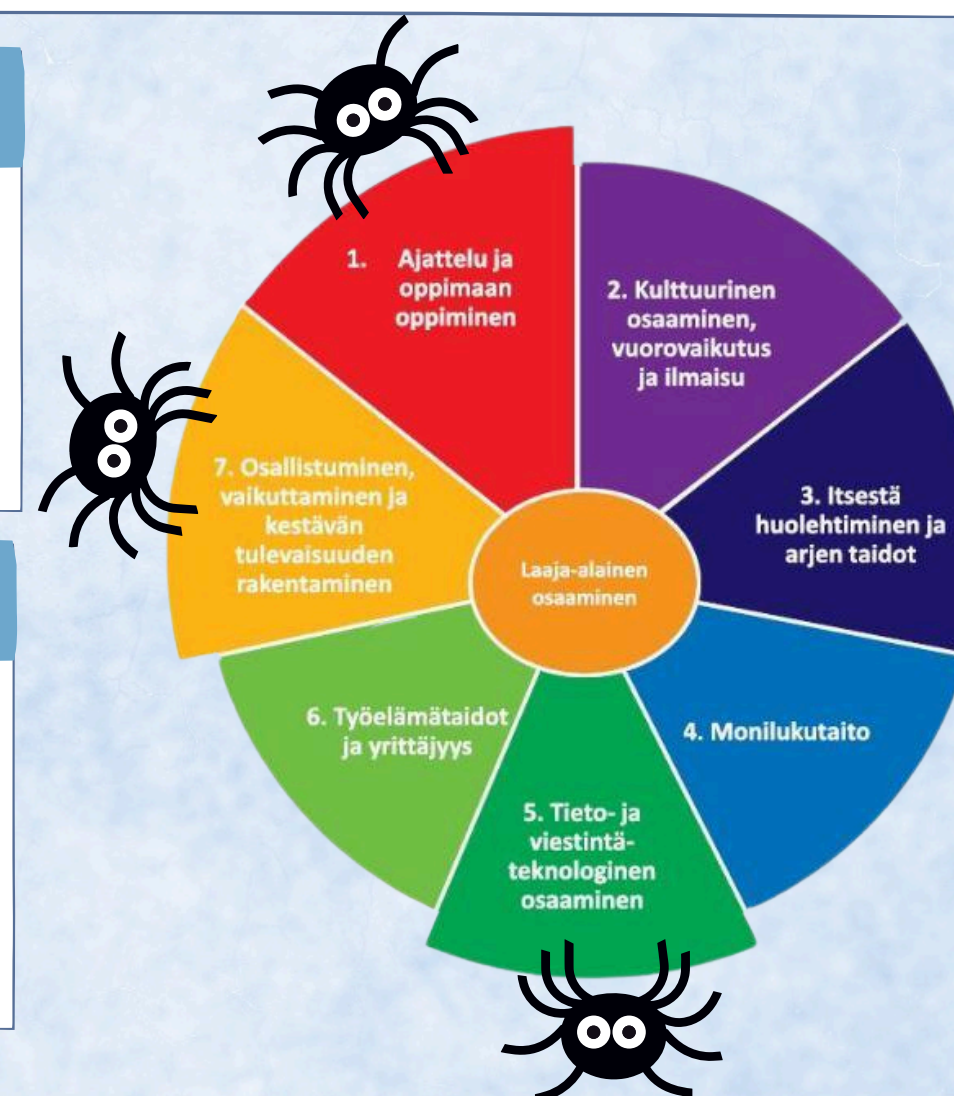 1. Ajattelu ja
oppimaan
oppiminen
2. Kulttuurinen
osaaminen,
vuorovaikutus
ja ilmaisu
3. Itsestä
huolehtiminen ja
arjen taidot
4. Monilukutaito
5. Tieto- ja
viestintä-
teknologinen
osaaminen
6. Työelämätaidot
ja yrittäjyys
7. Osallistuminen,
vaikuttaminen ja
kestävän
tulevaisuuden
rakentaminen
Laaja-alainen
osaaminen